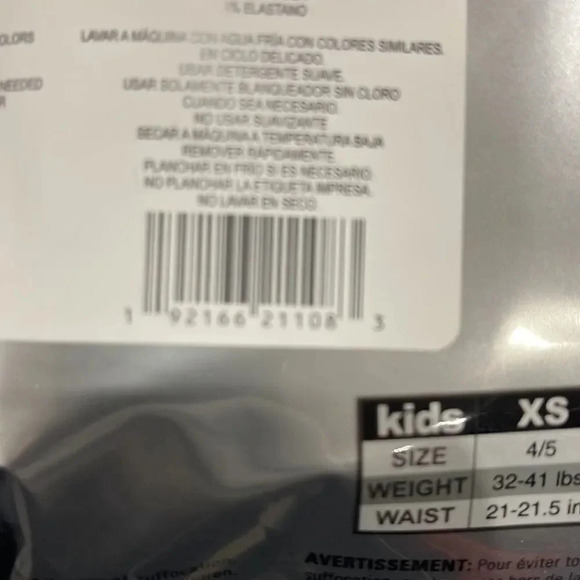 1% ELASTANO
OLORS
LAVAR A MÁQUINA CON AGUA FRÍA CON COLORES SIMILARES.
EN CICLO DELICADO.
USAR DETERGENTE SUAVE.
NEEDED
USAR SOLAMENTE BLANQUEADOR SIN CLORO
R
CUANDO SEA NECESARIO.
NO USAR SUAVIZANTE
SECAR A MÁQUINA A TEMPERATURA BAJA
REMOVER RÁPIDAMENTE.
PLANCHAR EN FRÍO SI ES NECESARIO
NO PLANCHAR LA ETIQUETA IMPRESA.
NO LAVAR EN SECO
1 92166 21108 3
kids XS
SIZE 4/5
WEIGHT 32-41 lbs
WAIST 21-21.5 in
AVERTISSEMENT: Pour éviter to